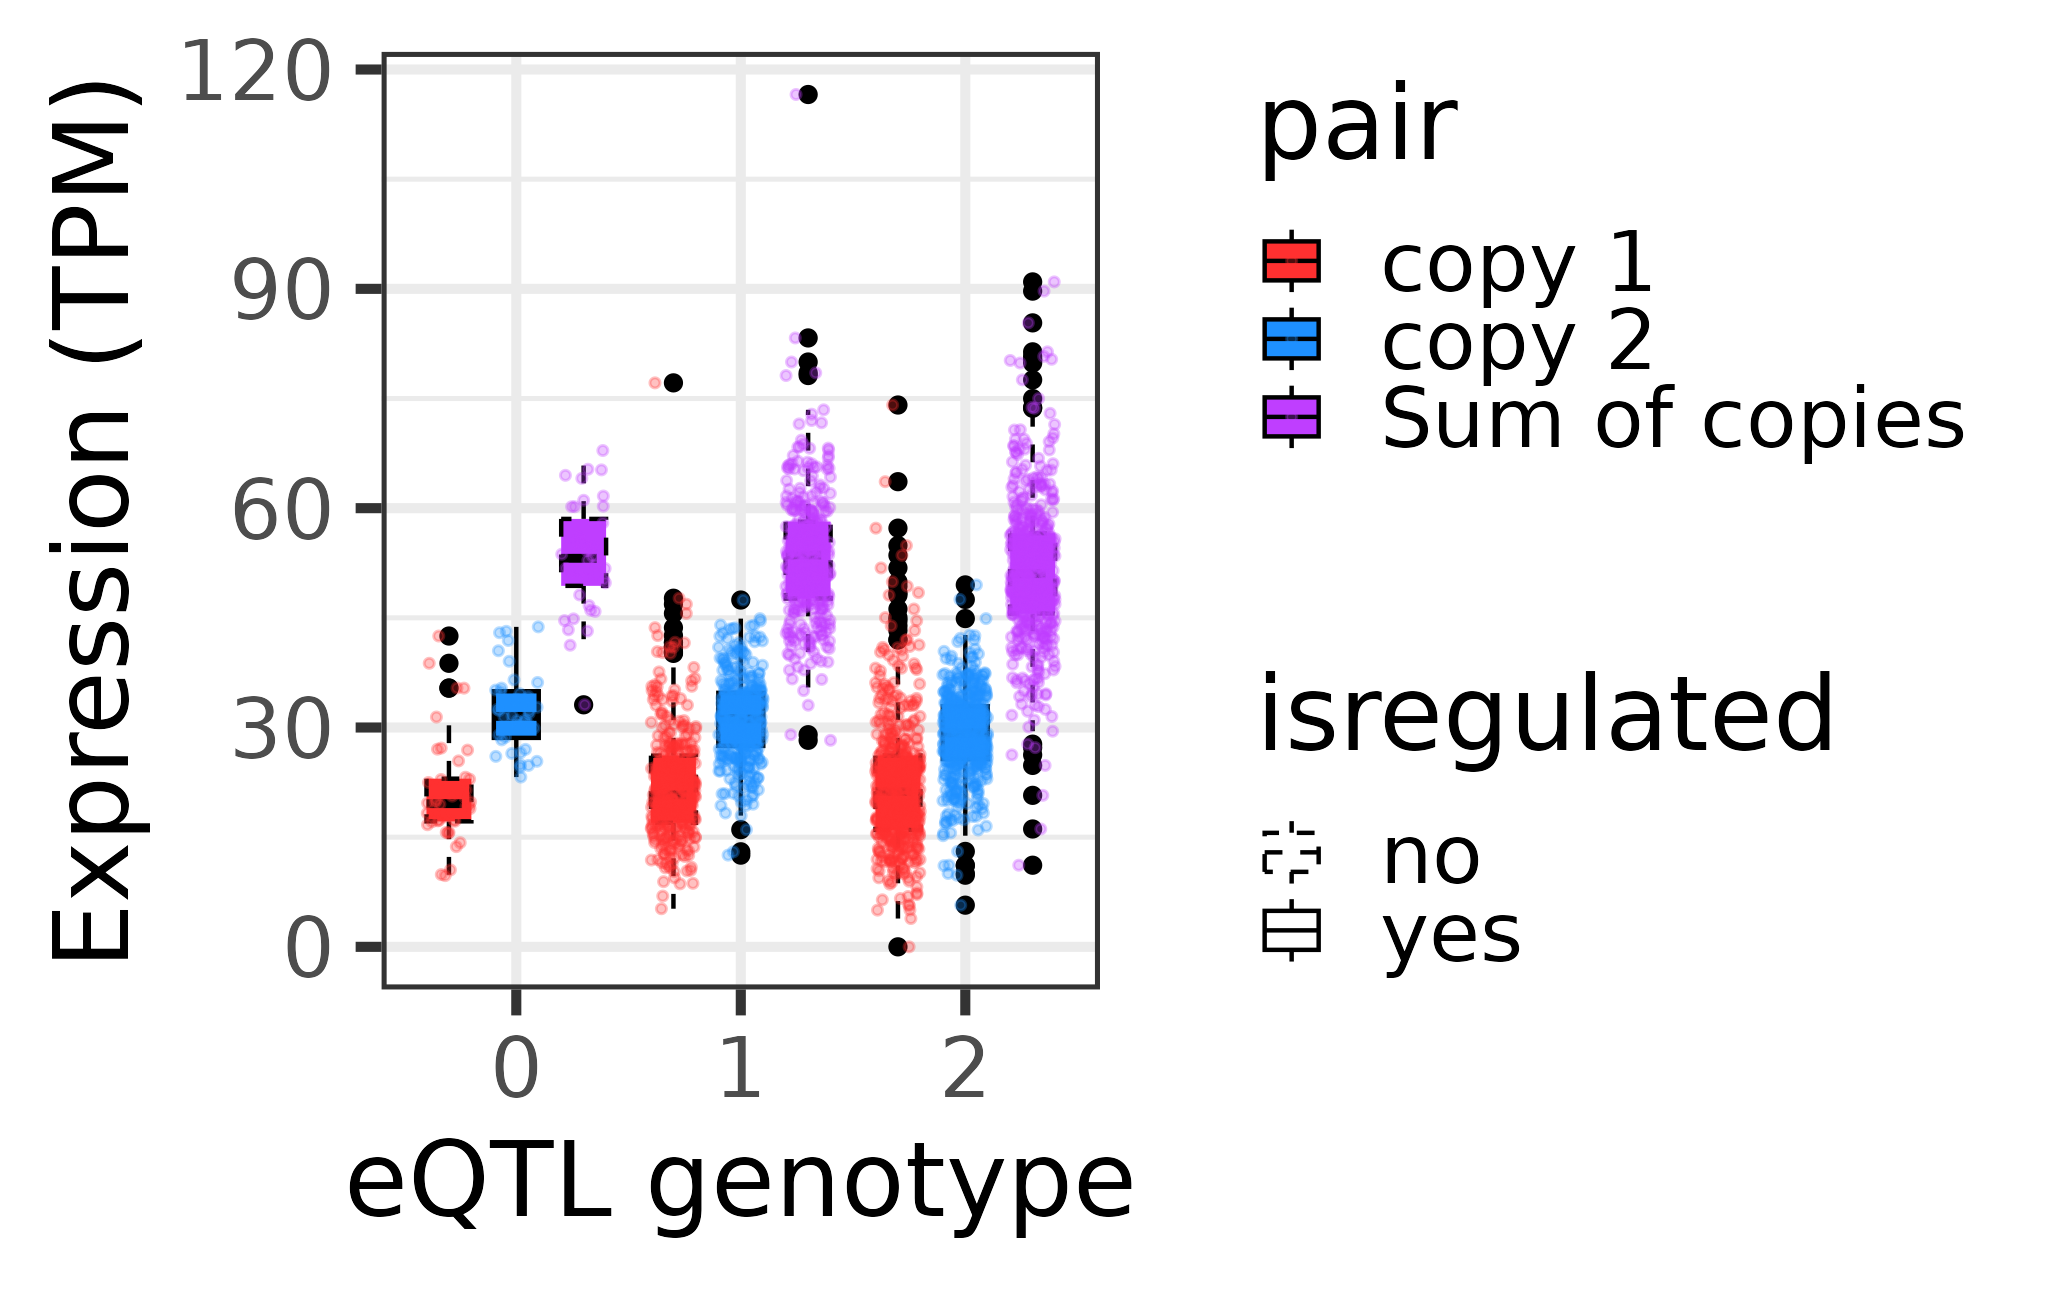 Expression (TPM)
120
90
60
30
0
0 1 2
eQTL genotype
pair
copy 1
copy 2
Sum of copies
isregulated
no
yes